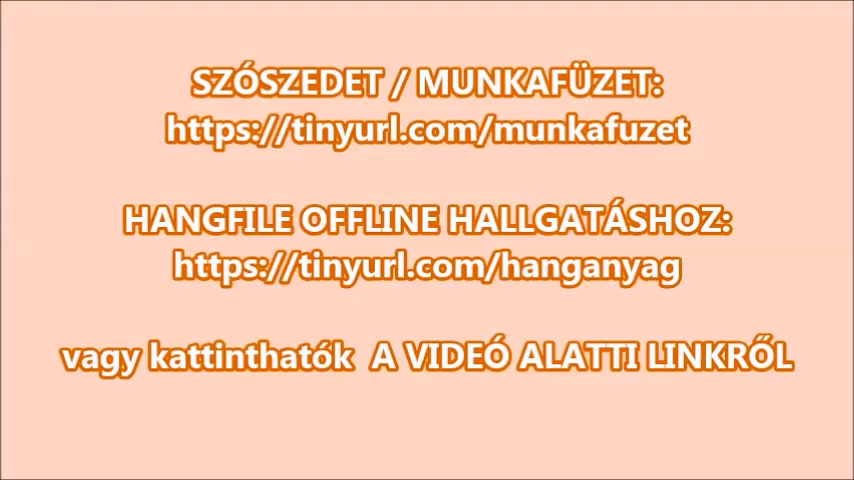 SZÓSZEDET / MUNKAFÜZET:
https://tinyurl.com/munkafuzet
HANGFILE OFFLINE HALLGATÁSHOZ:
https://tinyurl.com/hanganyag
vagy kattinthatók  A VIDEÓ ALATTI LINKRŐL